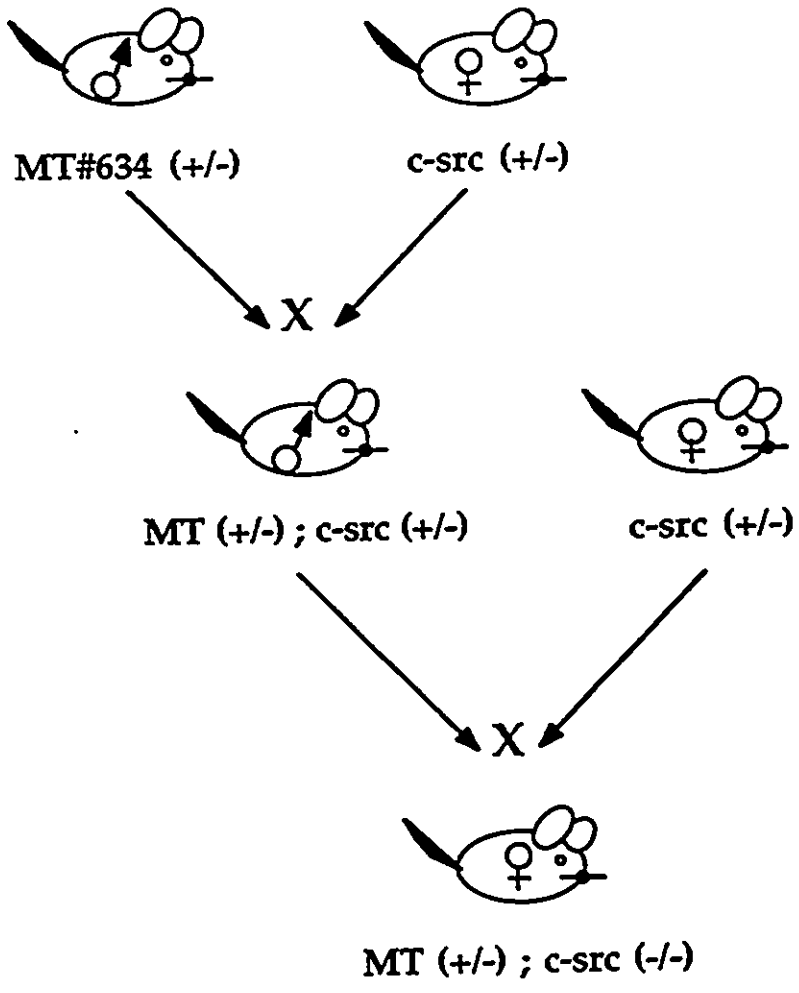 MT#634 (+/-) c-src (+/-)
X
MT (+/-) ; c-src (+/-) c-src (+/-)
X
MT (+/-) ; c-src (-/-)